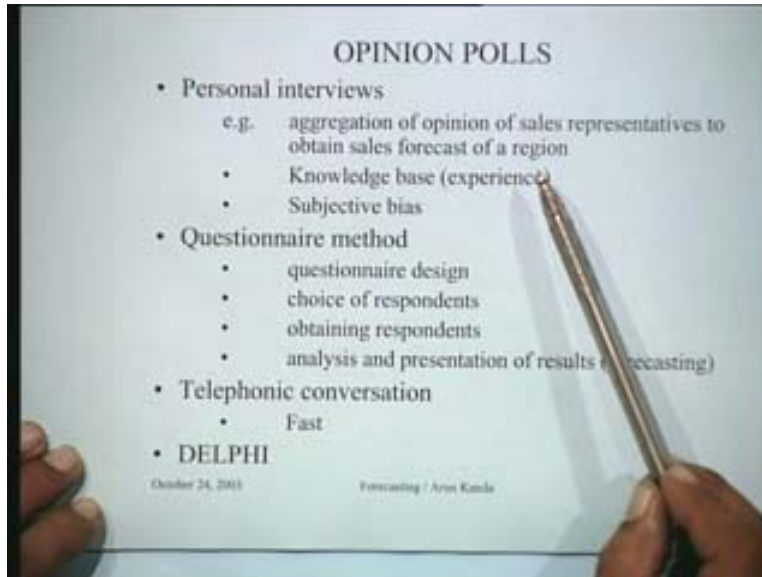 OPINION POLLS
• Personal interviews
e.g. aggregation of opinion of sales representatives to
obtain sales forecast of a region
• Knowledge base (experience)
• Subjective bias
• Questionnaire method
• questionnaire design
• choice of respondents
• obtaining respondents
• analysis and presentation of results (forecasting)
• Telephonic conversation
• Fast
• DELPHI
October 24, 2003 Forecasting / Arun Kanda